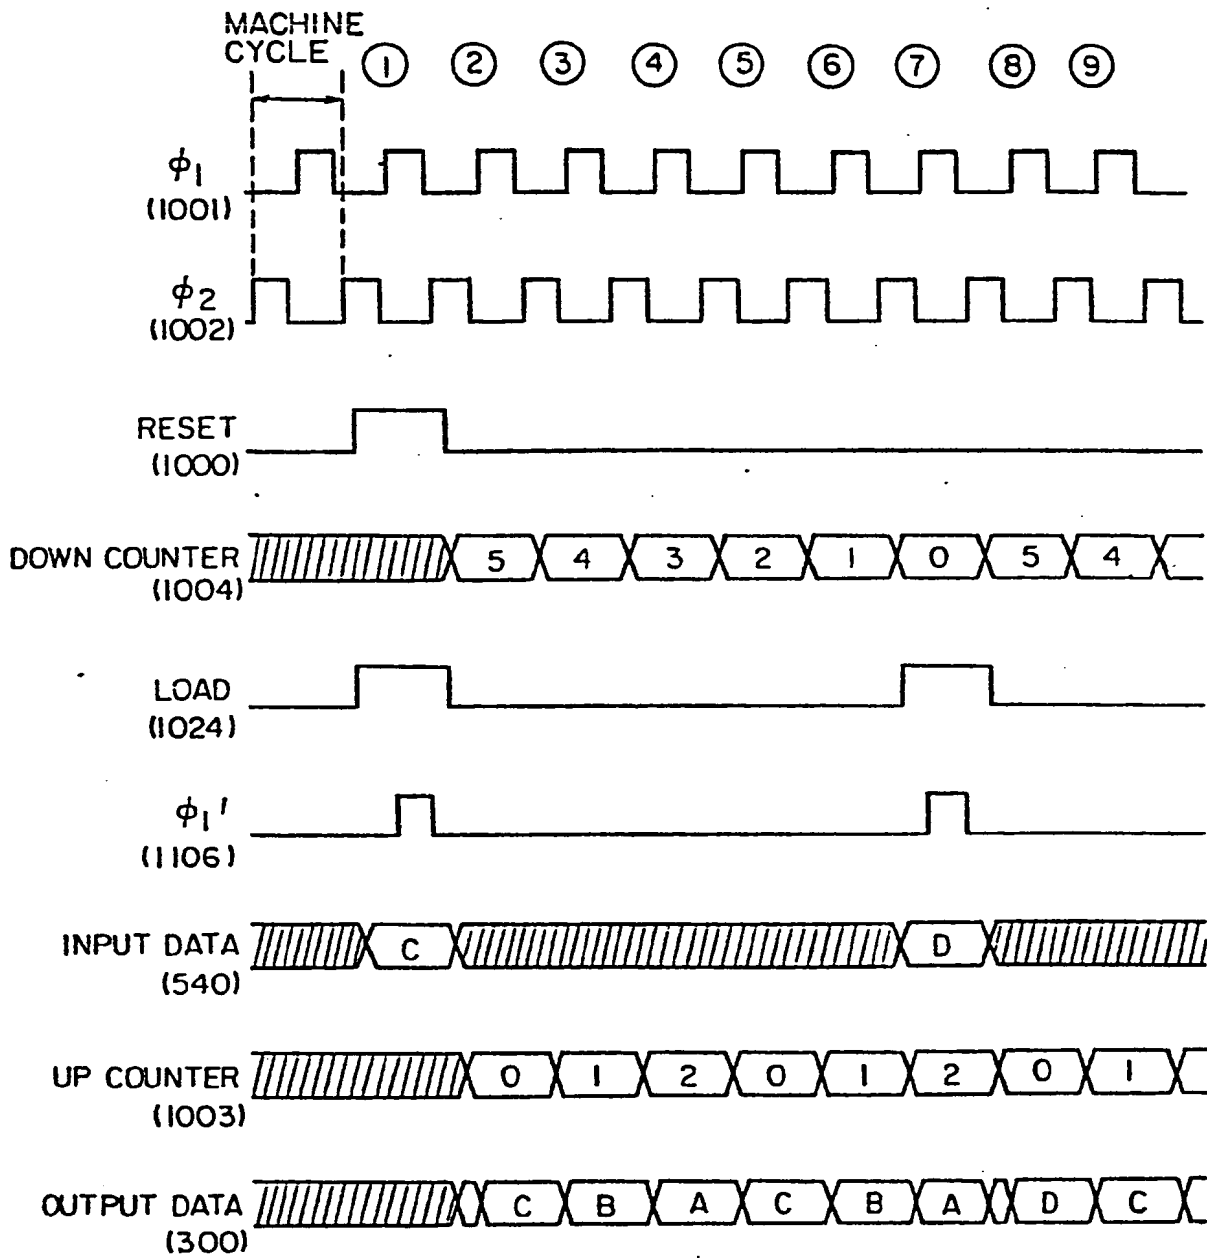 MACHINE
CYCLE
① ② ③ ④ ⑤ ⑥ ⑦ ⑧ ⑨
ϕ1
(1001)
ϕ2
(1002)
RESET
(1000)
DOWN COUNTER 5 4 3 2 1 0 5 4
(1004)
LOAD
(1024)
ϕ1'
(1106)
INPUT DATA C D
(540)
UP COUNTER 0 1 2 0 1 2 0 1
(1003)
OUTPUT DATA C B A C B A D C
(300)